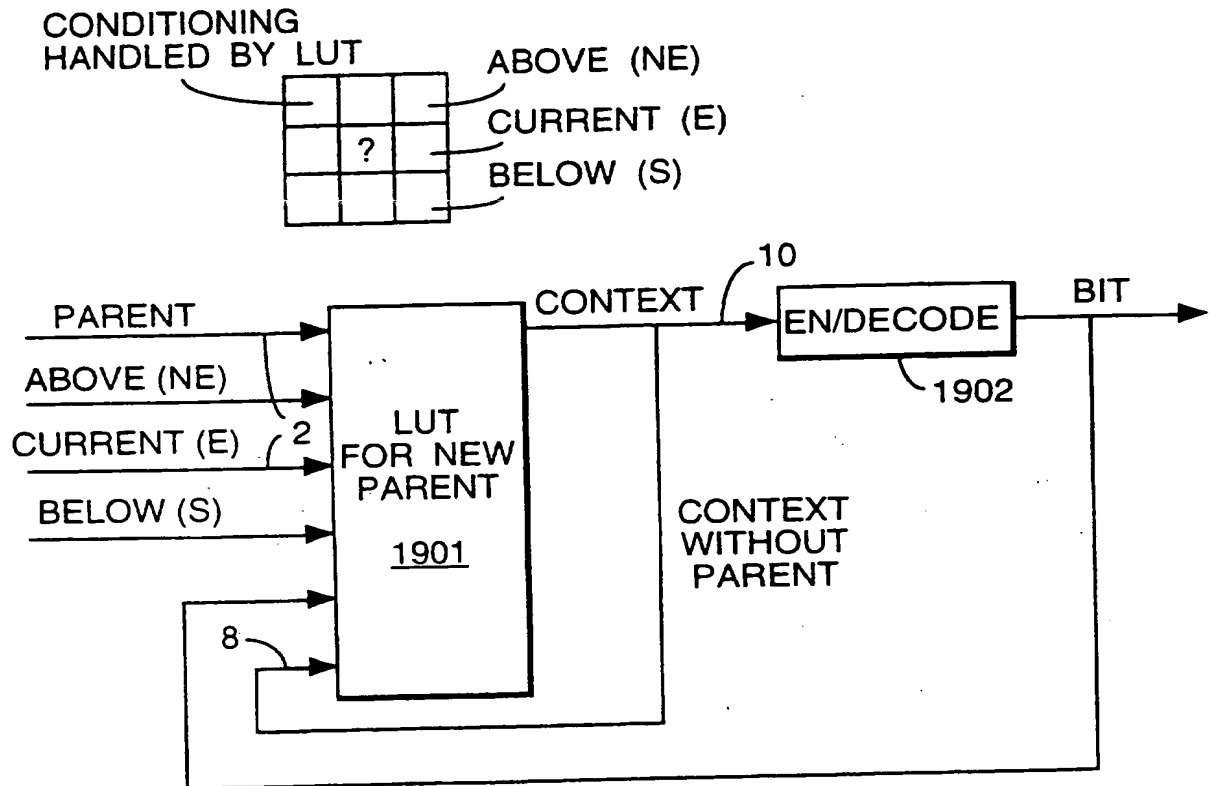 CONDITIONING
HANDLED BY LUT
ABOVE (NE)
CURRENT (E)
?
BELOW (S)
10
PARENT
CONTEXT
EN/DECODE
BIT
1902
ABOVE (NE)
2
CURRENT (E)
LUT
FOR NEW
PARENT
1901
BELOW (S)
CONTEXT
WITHOUT
PARENT
8